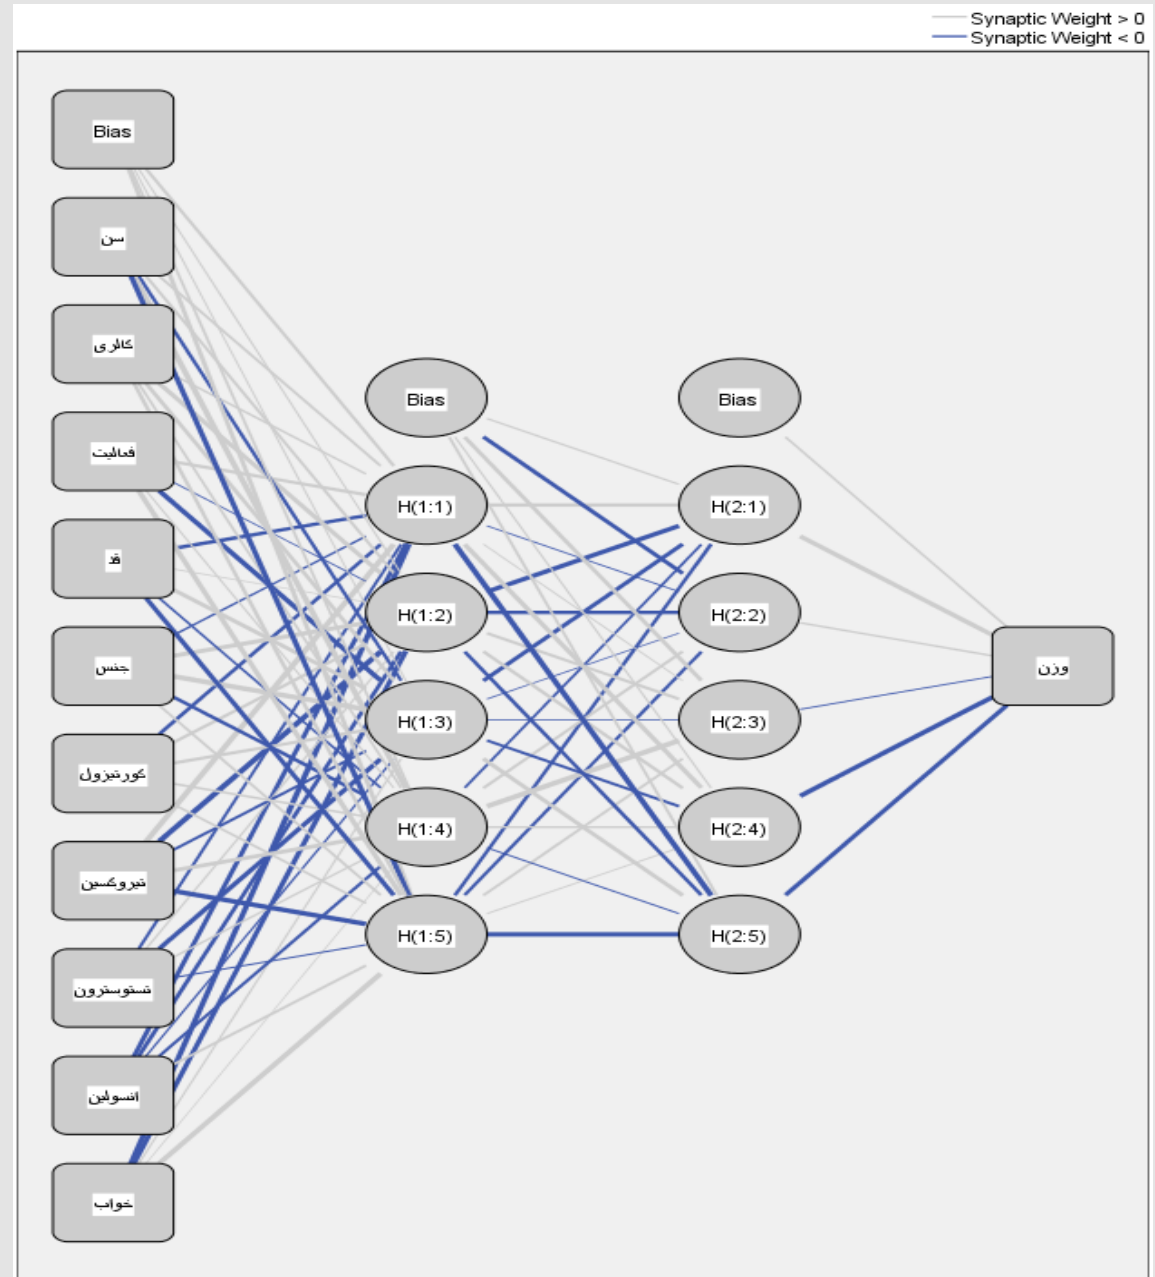 Synaptic Weight > 0
Synaptic Weight < 0
Bias
سن
کالری
فعالیت
قد
جنس
کورتیزول
تیروکسین
تستوسترون
انسولین
خواب
Bias
H(1:1)
H(1:2)
H(1:3)
H(1:4)
H(1:5)
Bias
H(2:1)
H(2:2)
H(2:3)
H(2:4)
H(2:5)
وزن